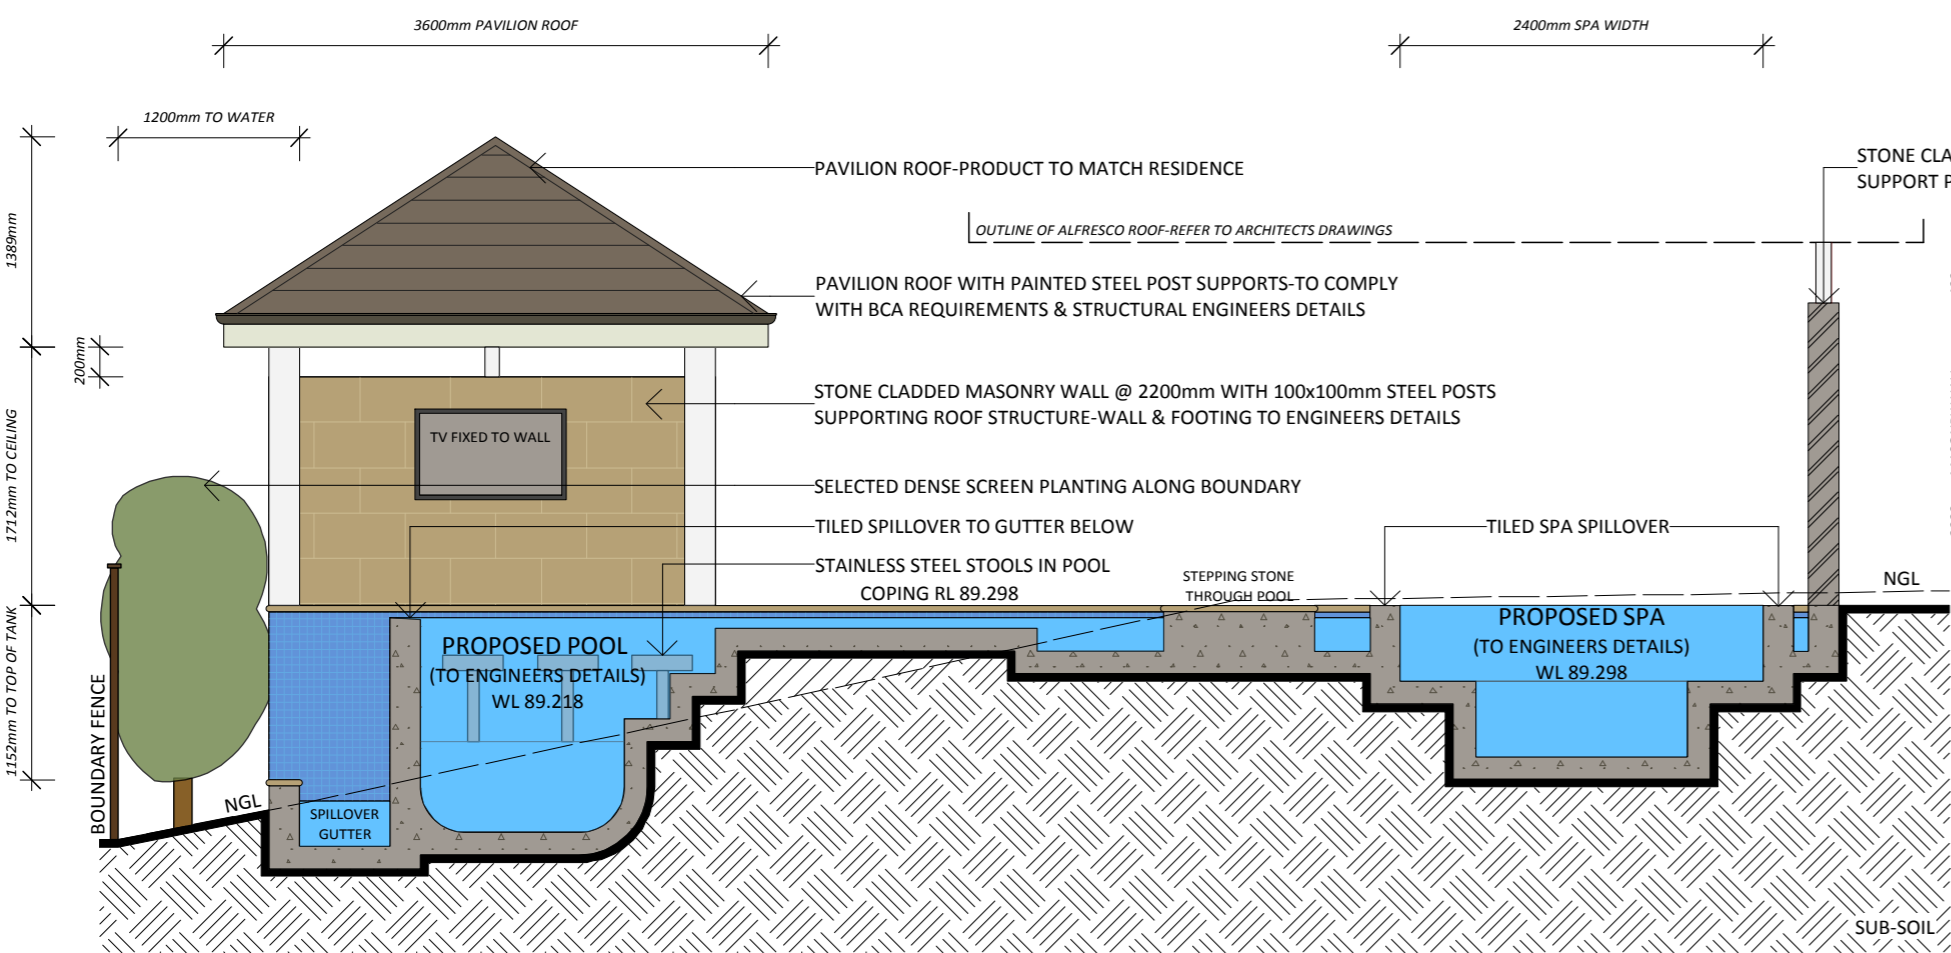 3600mm PAVILION ROOF
2400mm SPA WIDTH
1200mm TO WATER
PAVILION ROOF-PRODUCT TO MATCH RESIDENCE
STONE CLA
SUPPORT P
OUTLINE OF ALFRESCO ROOF-REFER TO ARCHITECTS DRAWINGS
1389mm
PAVILION ROOF WITH PAINTED STEEL POST SUPPORTS-TO COMPLY
WITH BCA REQUIREMENTS & STRUCTURAL ENGINEERS DETAILS
200mm
STONE CLADDED MASONRY WALL @ 2200mm WITH 100x100mm STEEL POSTS
SUPPORTING ROOF STRUCTURE-WALL & FOOTING TO ENGINEERS DETAILS
TV FIXED TO WALL
1712mm TO CEILING
SELECTED DENSE SCREEN PLANTING ALONG BOUNDARY
TILED SPILLOVER TO GUTTER BELOW
TILED SPA SPILLOVER
STAINLESS STEEL STOOLS IN POOL
COPING RL 89.298
STEPPING STONE
THROUGH POOL
NGL
PROPOSED POOL
(TO ENGINEERS DETAILS)
WL 89.218
PROPOSED SPA
(TO ENGINEERS DETAILS)
WL 89.298
1152mm TO TOP OF TANK
BOUNDARY FENCE
NGL
SPILLOVER
GUTTER
SUB-SOIL